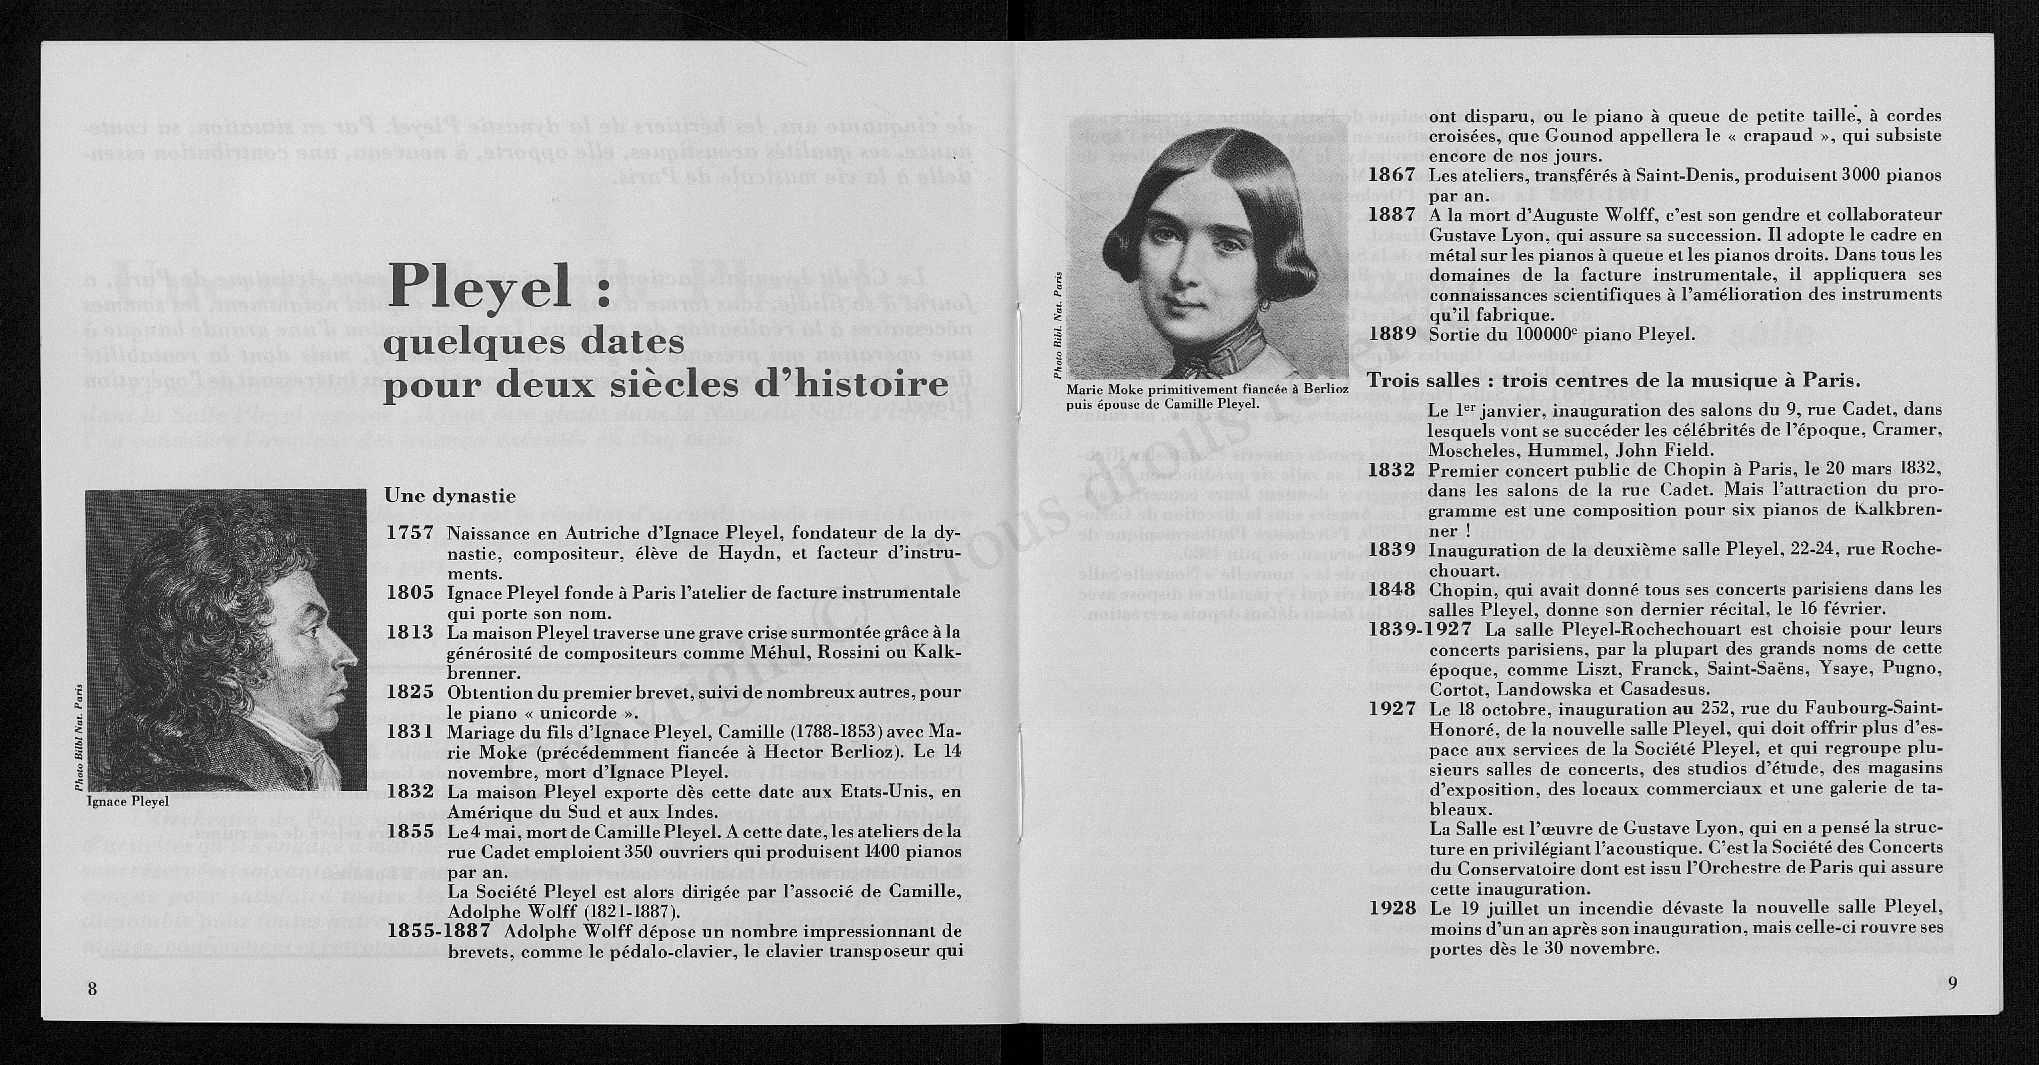 Pleyel :
quelques dates
pour deux siècles d'histoire
Photo Bibl Nat. Paris
Ignace Pleyel
Une dynastie
1757 Naissance en Autriche d'Ignace Pleyel, fondateur de la dy-
nastie, compositeur, élève de Haydn, et facteur d'instru-
ments.
1805 Ignace Pleyel fonde à Paris l'atelier de facture instrumentale
qui porte son nom.
1813 La maison Pleyel traverse une grave crise surmontée grâce à la
générosité de compositeurs comme Méhul, Rossini ou Kalk-
brenner.
1825 Obtention du premier brevet, suivi de nombreux autres, pour
le piano « unicorde ».
1831 Mariage du fils d'Ignace Pleyel, Camille (1788-1853) avec Ma-
rie Moke (précédemment fiancée à Hector Berlioz). Le 14
novembre, mort d'Ignace Pleyel.
1832 La maison Pleyel exporte dès cette date aux Etats-Unis, en
Amérique du Sud et aux Indes.
1855 Le 4 mai, mort de Camille Pleyel. A cette date, les ateliers de la
rue Cadet emploient 350 ouvriers qui produisent 1400 pianos
par an.
La Société Pleyel est alors dirigée par l'associé de Camille,
Adolphe Wolff (1821-1887).
1855-1887 Adolphe Wolff dépose un nombre impressionnant de
brevets, comme le pédalo-clavier, le clavier transposeur qui
8
Photo Bibl. Nat. Paris
Marie Moke primitivement fiancée à Berlioz
puis épouse de Camille Pleyel.
ont disparu, ou le piano à queue de petite taille, à cordes
croisées, que Gounod appellera le « crapaud », qui subsiste
encore de nos jours.
1867 Les ateliers, transférés à Saint-Denis, produisent 3000 pianos
par an.
1887 A la mort d'Auguste Wolff, c'est son gendre et collaborateur
Gustave Lyon, qui assure sa succession. Il adopte le cadre en
métal sur les pianos à queue et les pianos droits. Dans tous les
domaines de la facture instrumentale, il appliquera ses
connaissances scientifiques à l'amélioration des instruments
qu'il fabrique.
1889 Sortie du 100000e piano Pleyel.
Trois salles : trois centres de la musique à Paris.
Le 1er janvier, inauguration des salons du 9, rue Cadet, dans
lesquels vont se succéder les célébrités de l'époque, Cramer,
Moscheles, Hummel, John Field.
1832 Premier concert public de Chopin à Paris, le 20 mars 1832,
dans les salons de la rue Cadet. Mais l'attraction du pro-
gramme est une composition pour six pianos de Kalkbren-
ner !
1839 Inauguration de la deuxième salle Pleyel, 22-24, rue Roche-
chouart.
1848 Chopin, qui avait donné tous ses concerts parisiens dans les
salles Pleyel, donne son dernier récital, le 16 février.
1839-1927 La salle Pleyel-Rochechouart est choisie pour leurs
concerts parisiens, par la plupart des grands noms de cette
époque, comme Liszt, Franck, Saint-Saëns, Ysaye, Pugno,
Cortot, Landowska et Casadesus.
1927 Le 18 octobre, inauguration au 252, rue du Faubourg-Saint-
Honoré, de la nouvelle salle Pleyel, qui doit offrir plus d'es-
pace aux services de la Société Pleyel, et qui regroupe plu-
sieurs salles de concerts, des studios d'étude, des magasins
d'exposition, des locaux commerciaux et une galerie de ta-
bleaux.
La Salle est l'œuvre de Gustave Lyon, qui en a pensé la struc-
ture en privilégiant l'acoustique. C'est la Société des Concerts
du Conservatoire dont est issu l'Orchestre de Paris qui assure
cette inauguration.
1928 Le 19 juillet un incendie dévaste la nouvelle salle Pleyel,
moins d'un an après son inauguration, mais celle-ci rouvre ses
portes dès le 30 novembre.
9